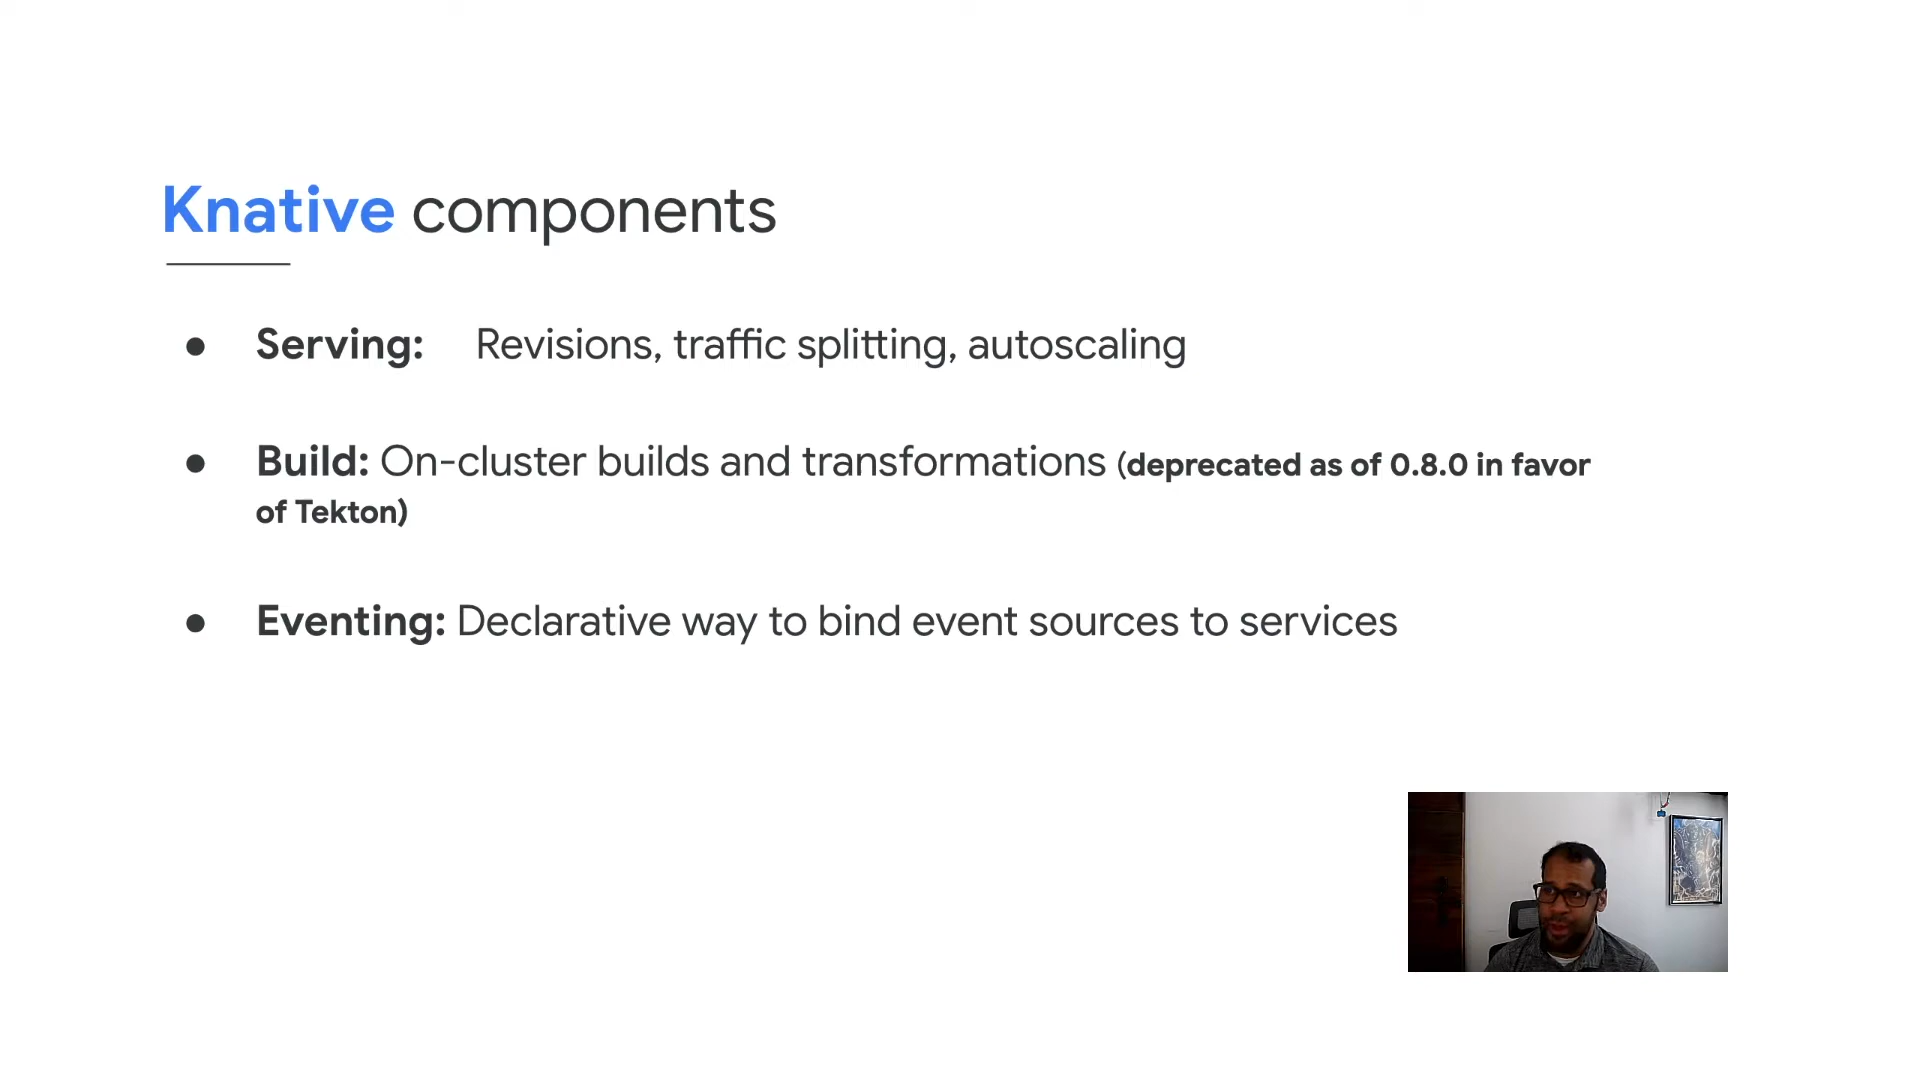 Knative components
● Serving: Revisions, traffic splitting, autoscaling
● Build: On-cluster builds and transformations (deprecated as of 0.8.0 in favor
of Tekton)
● Eventing: Declarative way to bind event sources to services